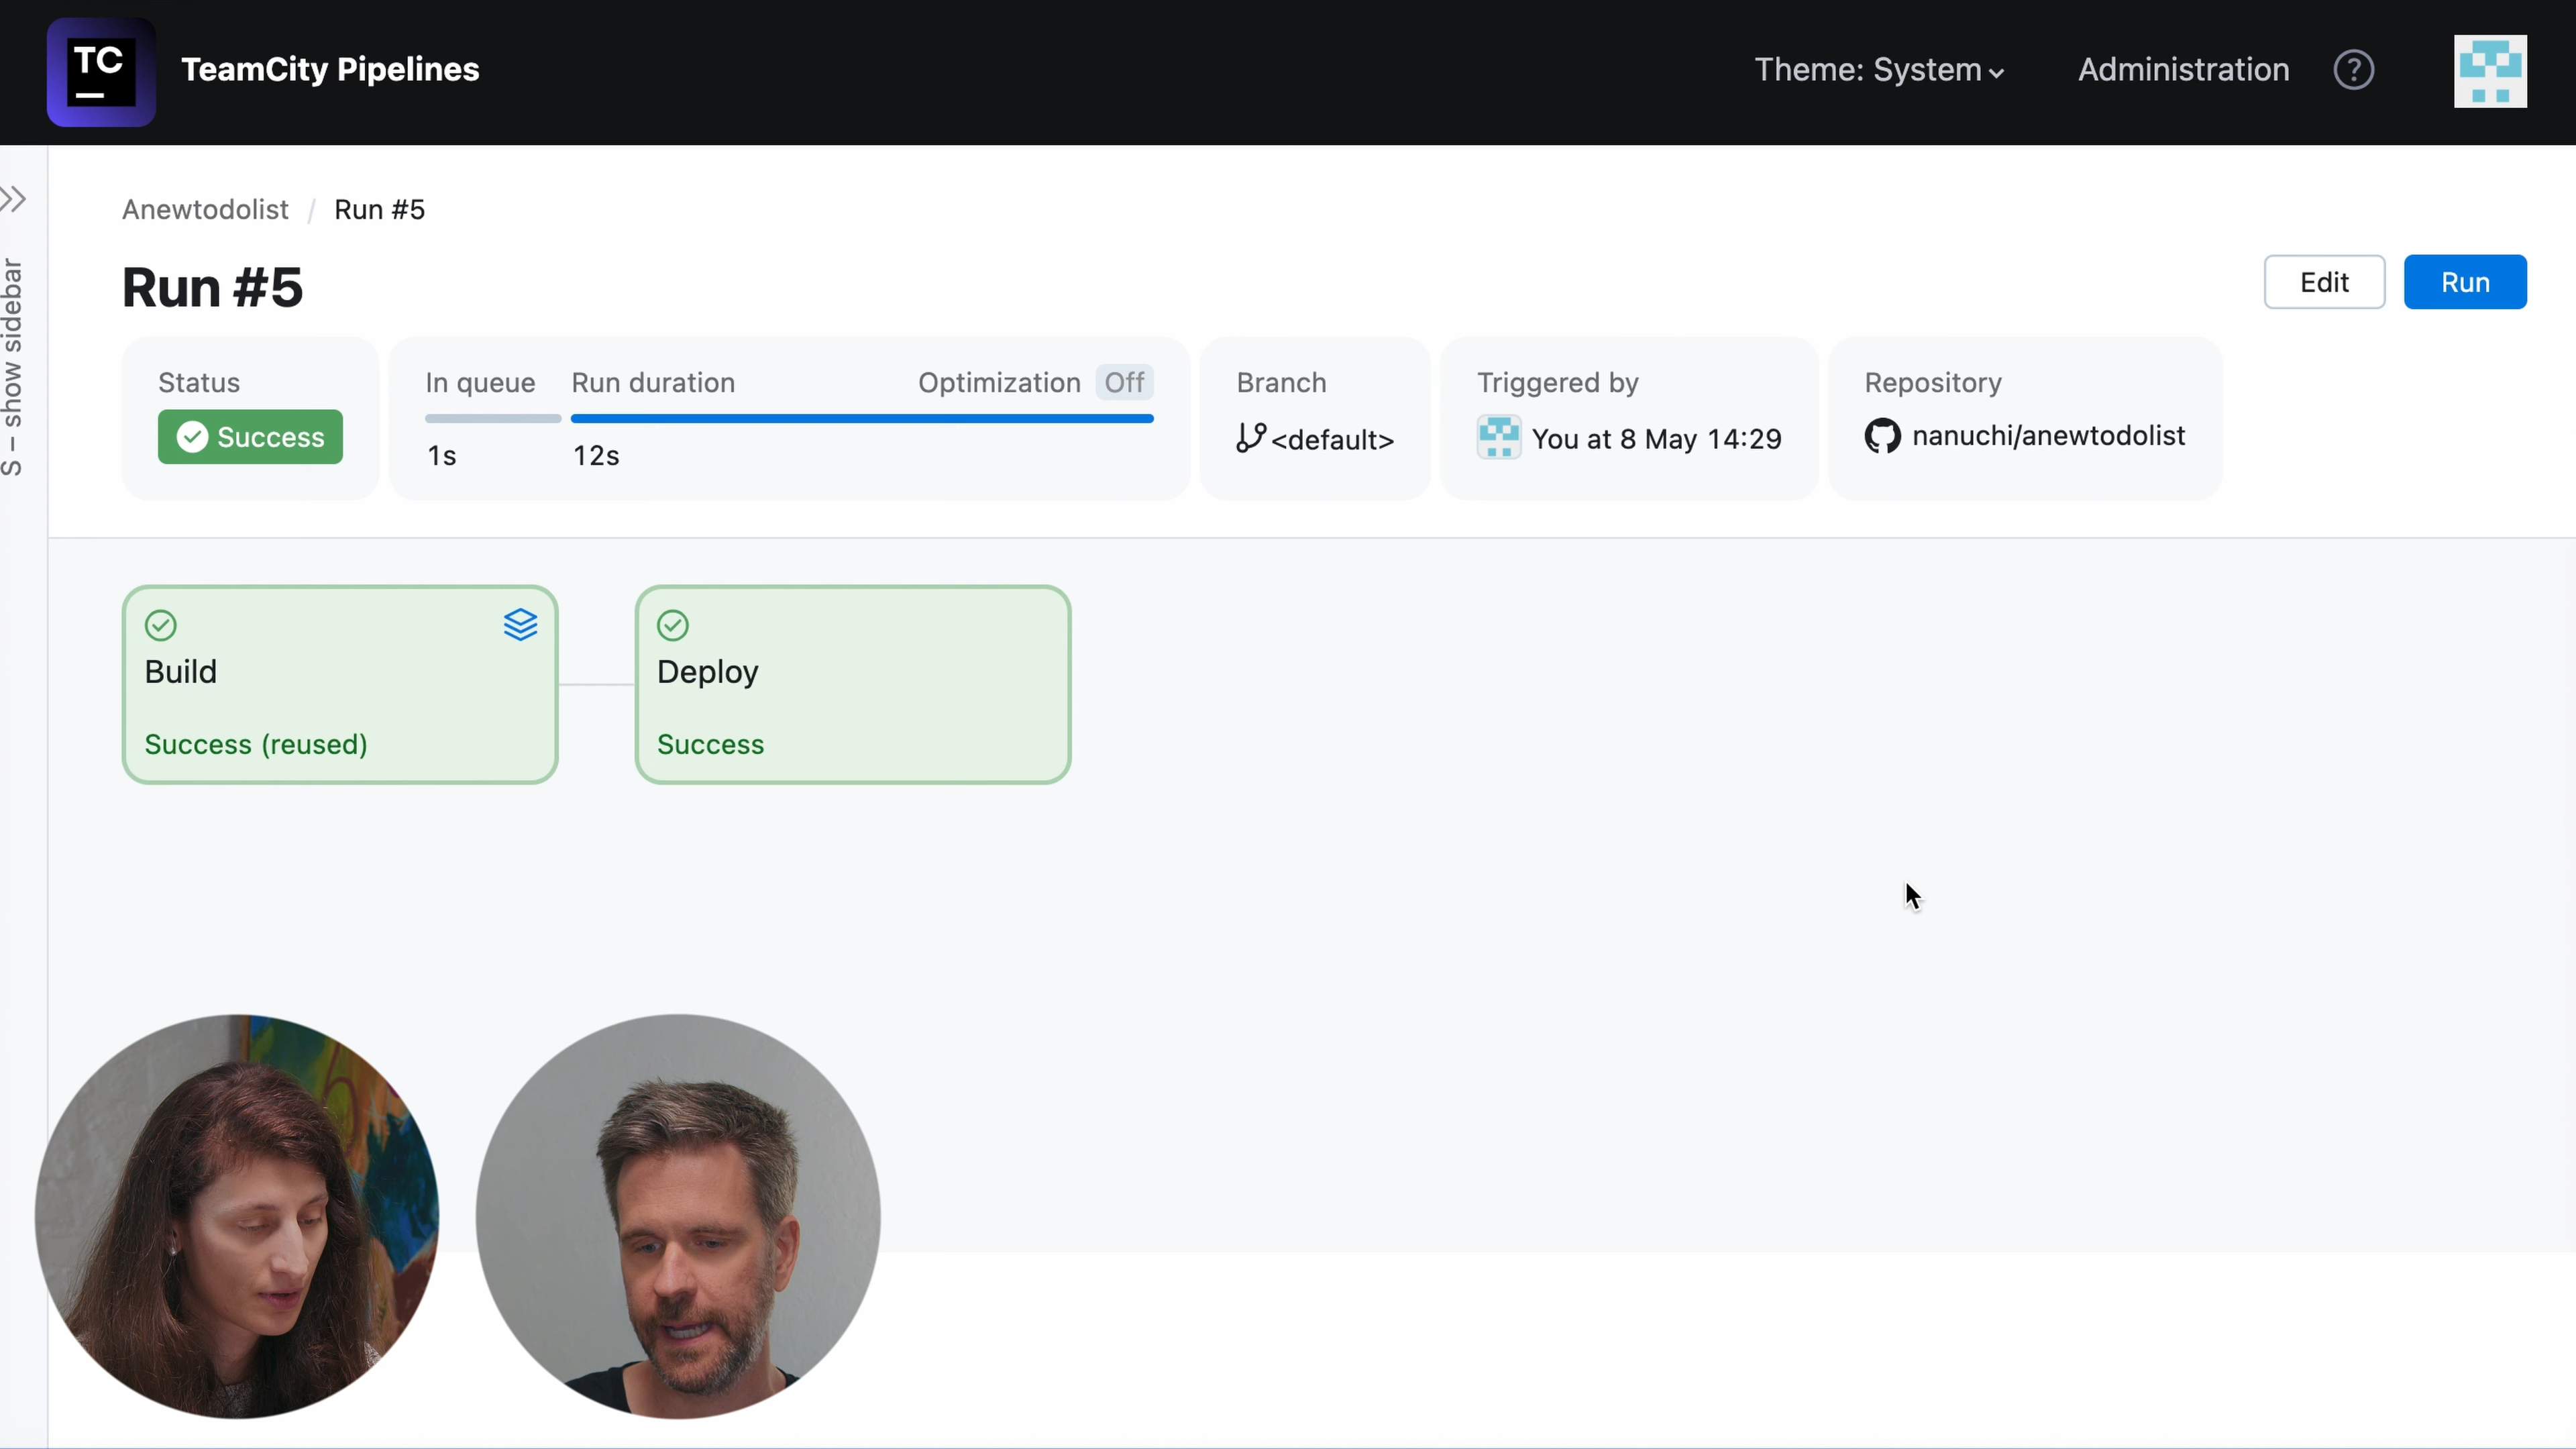 TC
TeamCity Pipelines
Theme: System
Administration
?
S – show sidebar
Anewtodolist / Run #5
Run #5
Edit
Run
Status
Success
In queue
Run duration
Optimization Off
1s
12s
Branch
<default>
Triggered by
You at 8 May 14:29
Repository
nanuchi/anewtodolist
Build
Success (reused)
Deploy
Success